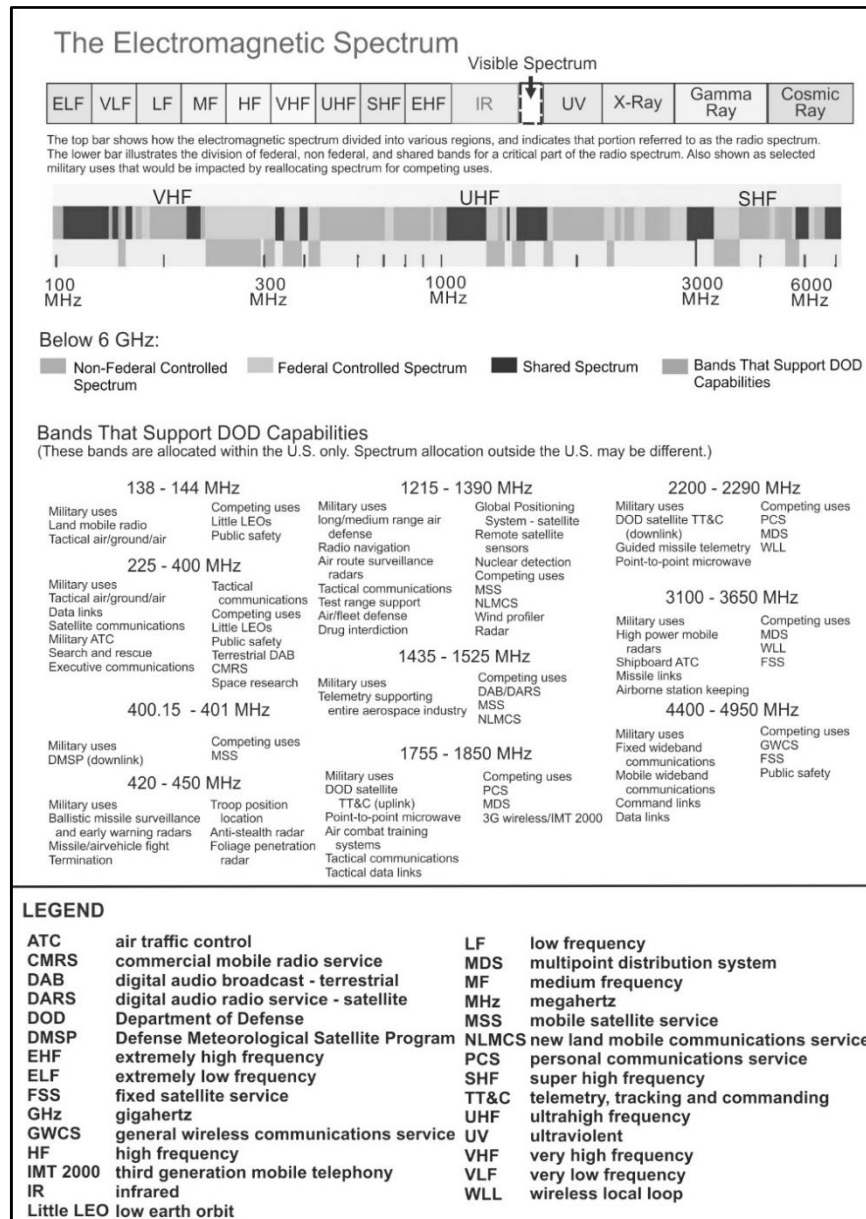 The Electromagnetic Spectrum
Visible Spectrum
ELF VLF LF MF HF VHF UHF SHF EHF IR UV X-Ray Gamma Ray Cosmic Ray
The top bar shows how the electromagnetic spectrum divided into various regions, and indicates that portion referred to as the radio spectrum.
The lower bar illustrates the division of federal, non federal, and shared bands for a critical part of the radio spectrum. Also shown as selected
military uses that would be impacted by reallocating spectrum for competing uses.
VHF UHF SHF
100 MHz 300 MHz 1000 MHz 3000 MHz 6000 MHz
Below 6 GHz:
Non-Federal Controlled Spectrum
Federal Controlled Spectrum
Shared Spectrum
Bands That Support DOD Capabilities
Bands That Support DOD Capabilities
(These bands are allocated within the U.S. only. Spectrum allocation outside the U.S. may be different.)
138 - 144 MHz
Military uses
Land mobile radio
Tactical air/ground/air
Competing uses
Little LEOs
Public safety
225 - 400 MHz
Military uses
Tactical air/ground/air
Data links
Satellite communications
Military ATC
Search and rescue
Executive communications
Tactical
communications
Competing uses
Little LEOs
Public safety
Terrestrial DAB
CMRS
Space research
400.15 - 401 MHz
Military uses
DMSP (downlink)
Competing uses
MSS
420 - 450 MHz
Military uses
Ballistic missile surveillance
and early warning radars
Missile/airvehicle fight
Termination
Troop position
location
Anti-stealth radar
Foliage penetration
radar
1215 - 1390 MHz
Military uses
long/medium range air
defense
Radio navigation
Air route surveillance
radars
Tactical communications
Test range support
Air/fleet defense
Drug interdiction
Global Positioning
System - satellite
Remote satellite
sensors
Nuclear detection
Competing uses
MSS
NLMCS
Wind profiler
Radar
1435 - 1525 MHz
Military uses
Telemetry supporting
entire aerospace industry
Competing uses
DAB/DARS
MSS
NLMCS
1755 - 1850 MHz
Military uses
DOD satellite
TT&C (uplink)
Point-to-point microwave
Air combat training
systems
Tactical communications
Tactical data links
Competing uses
PCS
MDS
3G wireless/IMT 2000
2200 - 2290 MHz
Military uses
DOD satellite TT&C
(downlink)
Guided missile telemetry
Point-to-point microwave
Competing uses
PCS
MDS
WLL
3100 - 3650 MHz
Military uses
High power mobile
radars
Shipboard ATC
Missile links
Airborne station keeping
Competing uses
MDS
WLL
FSS
4400 - 4950 MHz
Military uses
Fixed wideband
communications
Mobile wideband
communications
Command links
Data links
Competing uses
GWCS
FSS
Public safety
LEGEND
ATC air traffic control
CMRS commercial mobile radio service
DAB digital audio broadcast - terrestrial
DARS digital audio radio service - satellite
DOD Department of Defense
DMSP Defense Meteorological Satellite Program
EHF extremely high frequency
ELF extremely low frequency
FSS fixed satellite service
GHz gigahertz
GWCS general wireless communications service
HF high frequency
IMT 2000 third generation mobile telephony
IR infrared
Little LEO low earth orbit
LF low frequency
MDS multipoint distribution system
MF medium frequency
MHz megahertz
MSS mobile satellite service
NLMCS new land mobile communications service
PCS personal communications service
SHF super high frequency
TT&C telemetry, tracking and commanding
UHF ultrahigh frequency
UV ultraviolent
VHF very high frequency
VLF very low frequency
WLL wireless local loop